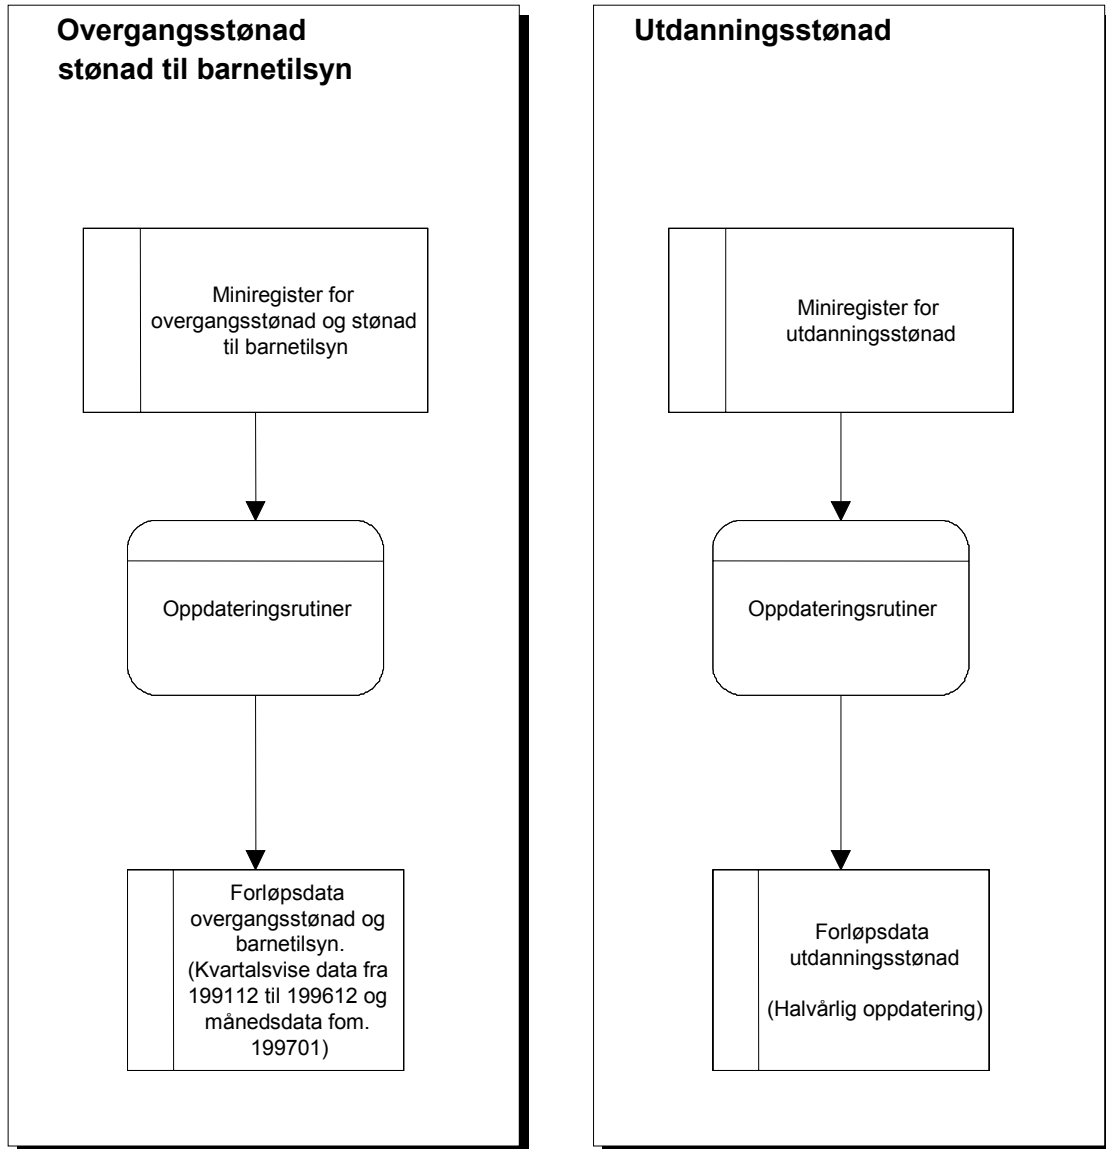 Overgangsstønad
stønad til barnetilsyn
Miniregister for
overgangsstønad og stønad
til barnetilsyn
Oppdateringsrutiner
Forløpsdata
overgangsstønad og
barnetilsyn.
(Kvartalsvise data fra
199112 til 199612 og
månedsdata fom.
199701)
Utdanningsstønad
Miniregister for
utdanningsstønad
Oppdateringsrutiner
Forløpsdata
utdanningsstønad
(Halvårlig oppdatering)